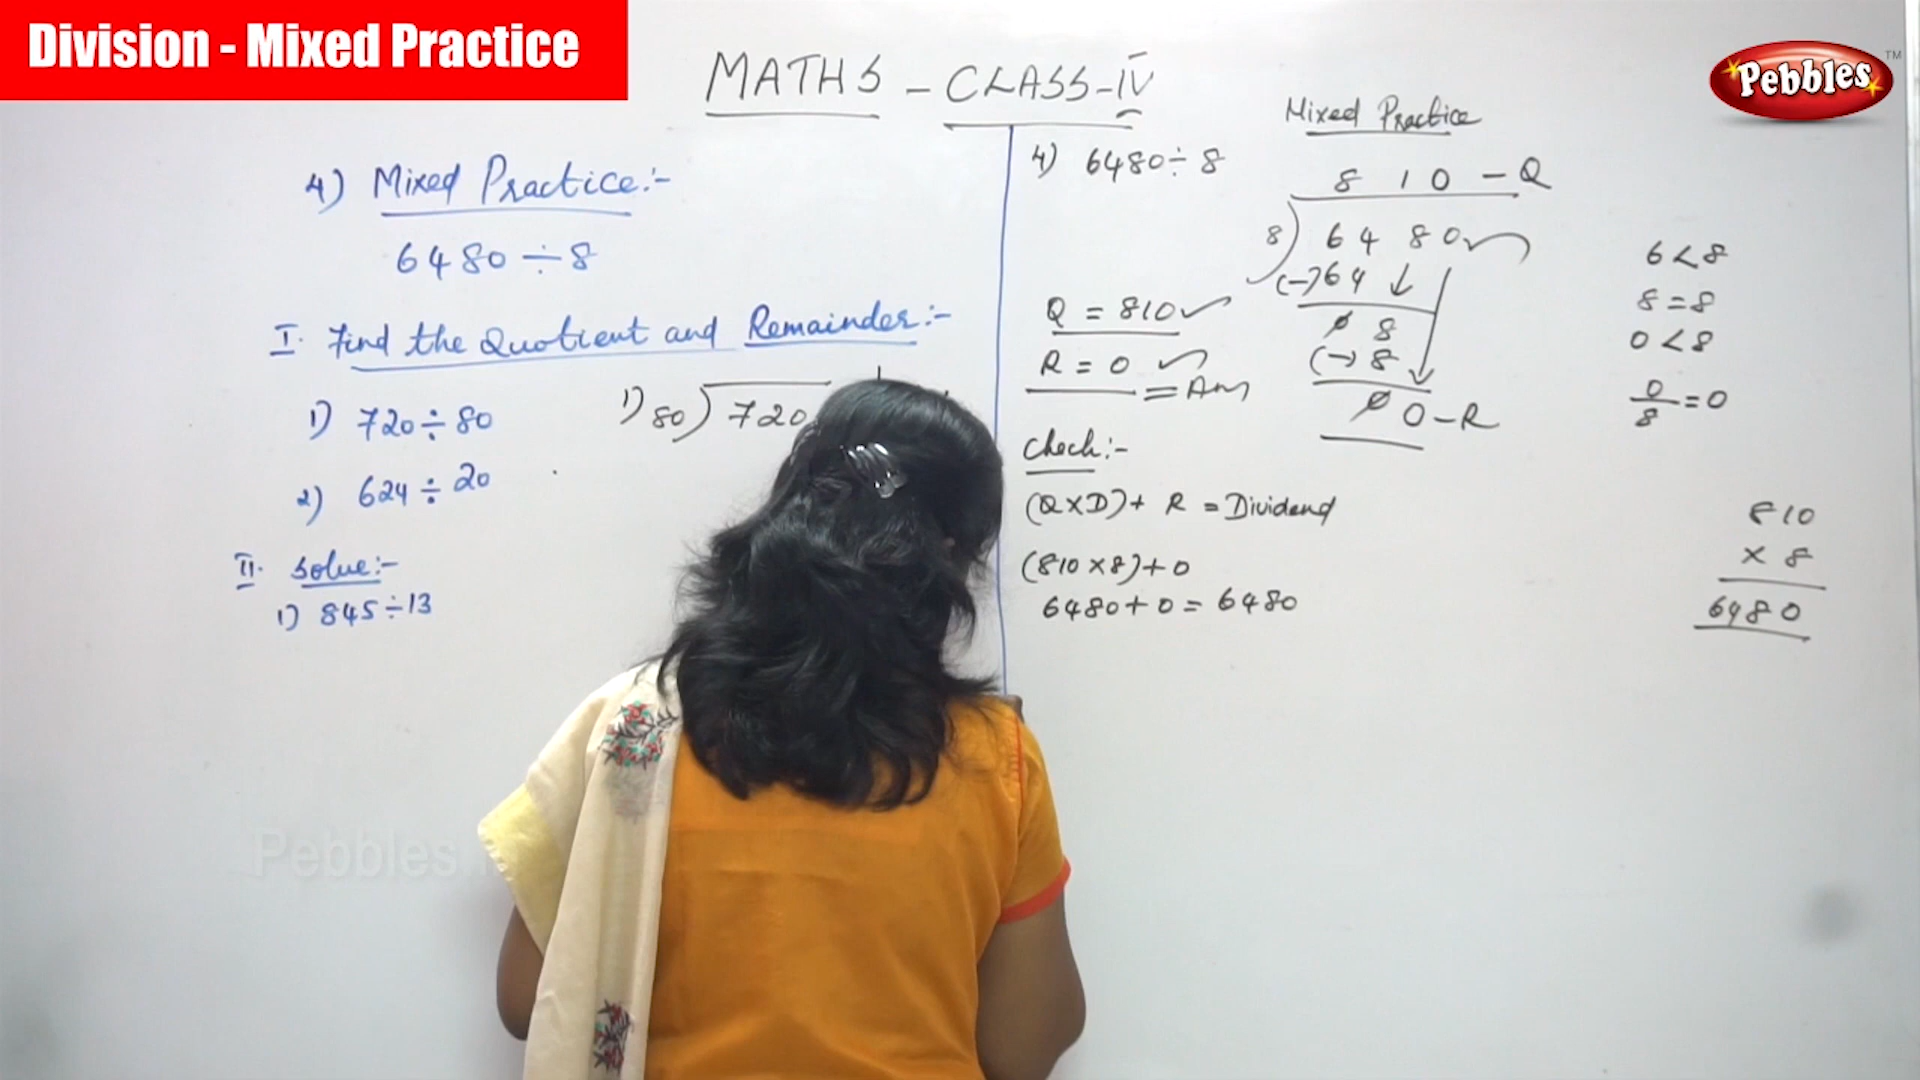 Division - Mixed Practice
Pebbles TM
MATHS - CLASS-IV
4) Mixed Practice:-
6480 ÷ 8
I. Find the Quotient and Remainder:-
1) 720 ÷ 80
2) 624 ÷ 20
II. Solve:-
1) 845 ÷ 13
1) 80) 720
Mixed Practice
4) 6480 ÷ 8
8 1 0 - Q
8) 6 4 8 0
(-) 64 ↓
0 8
(-) 8
0 0 - R
Q = 810 ✓
R = 0 ✓
= Ans
Check:-
(Q×D) + R = Dividend
(810 × 8) + 0
6480 + 0 = 6480
6 < 8
8 = 8
0 < 8
0/8 = 0
810
× 8
6480
Pebbles